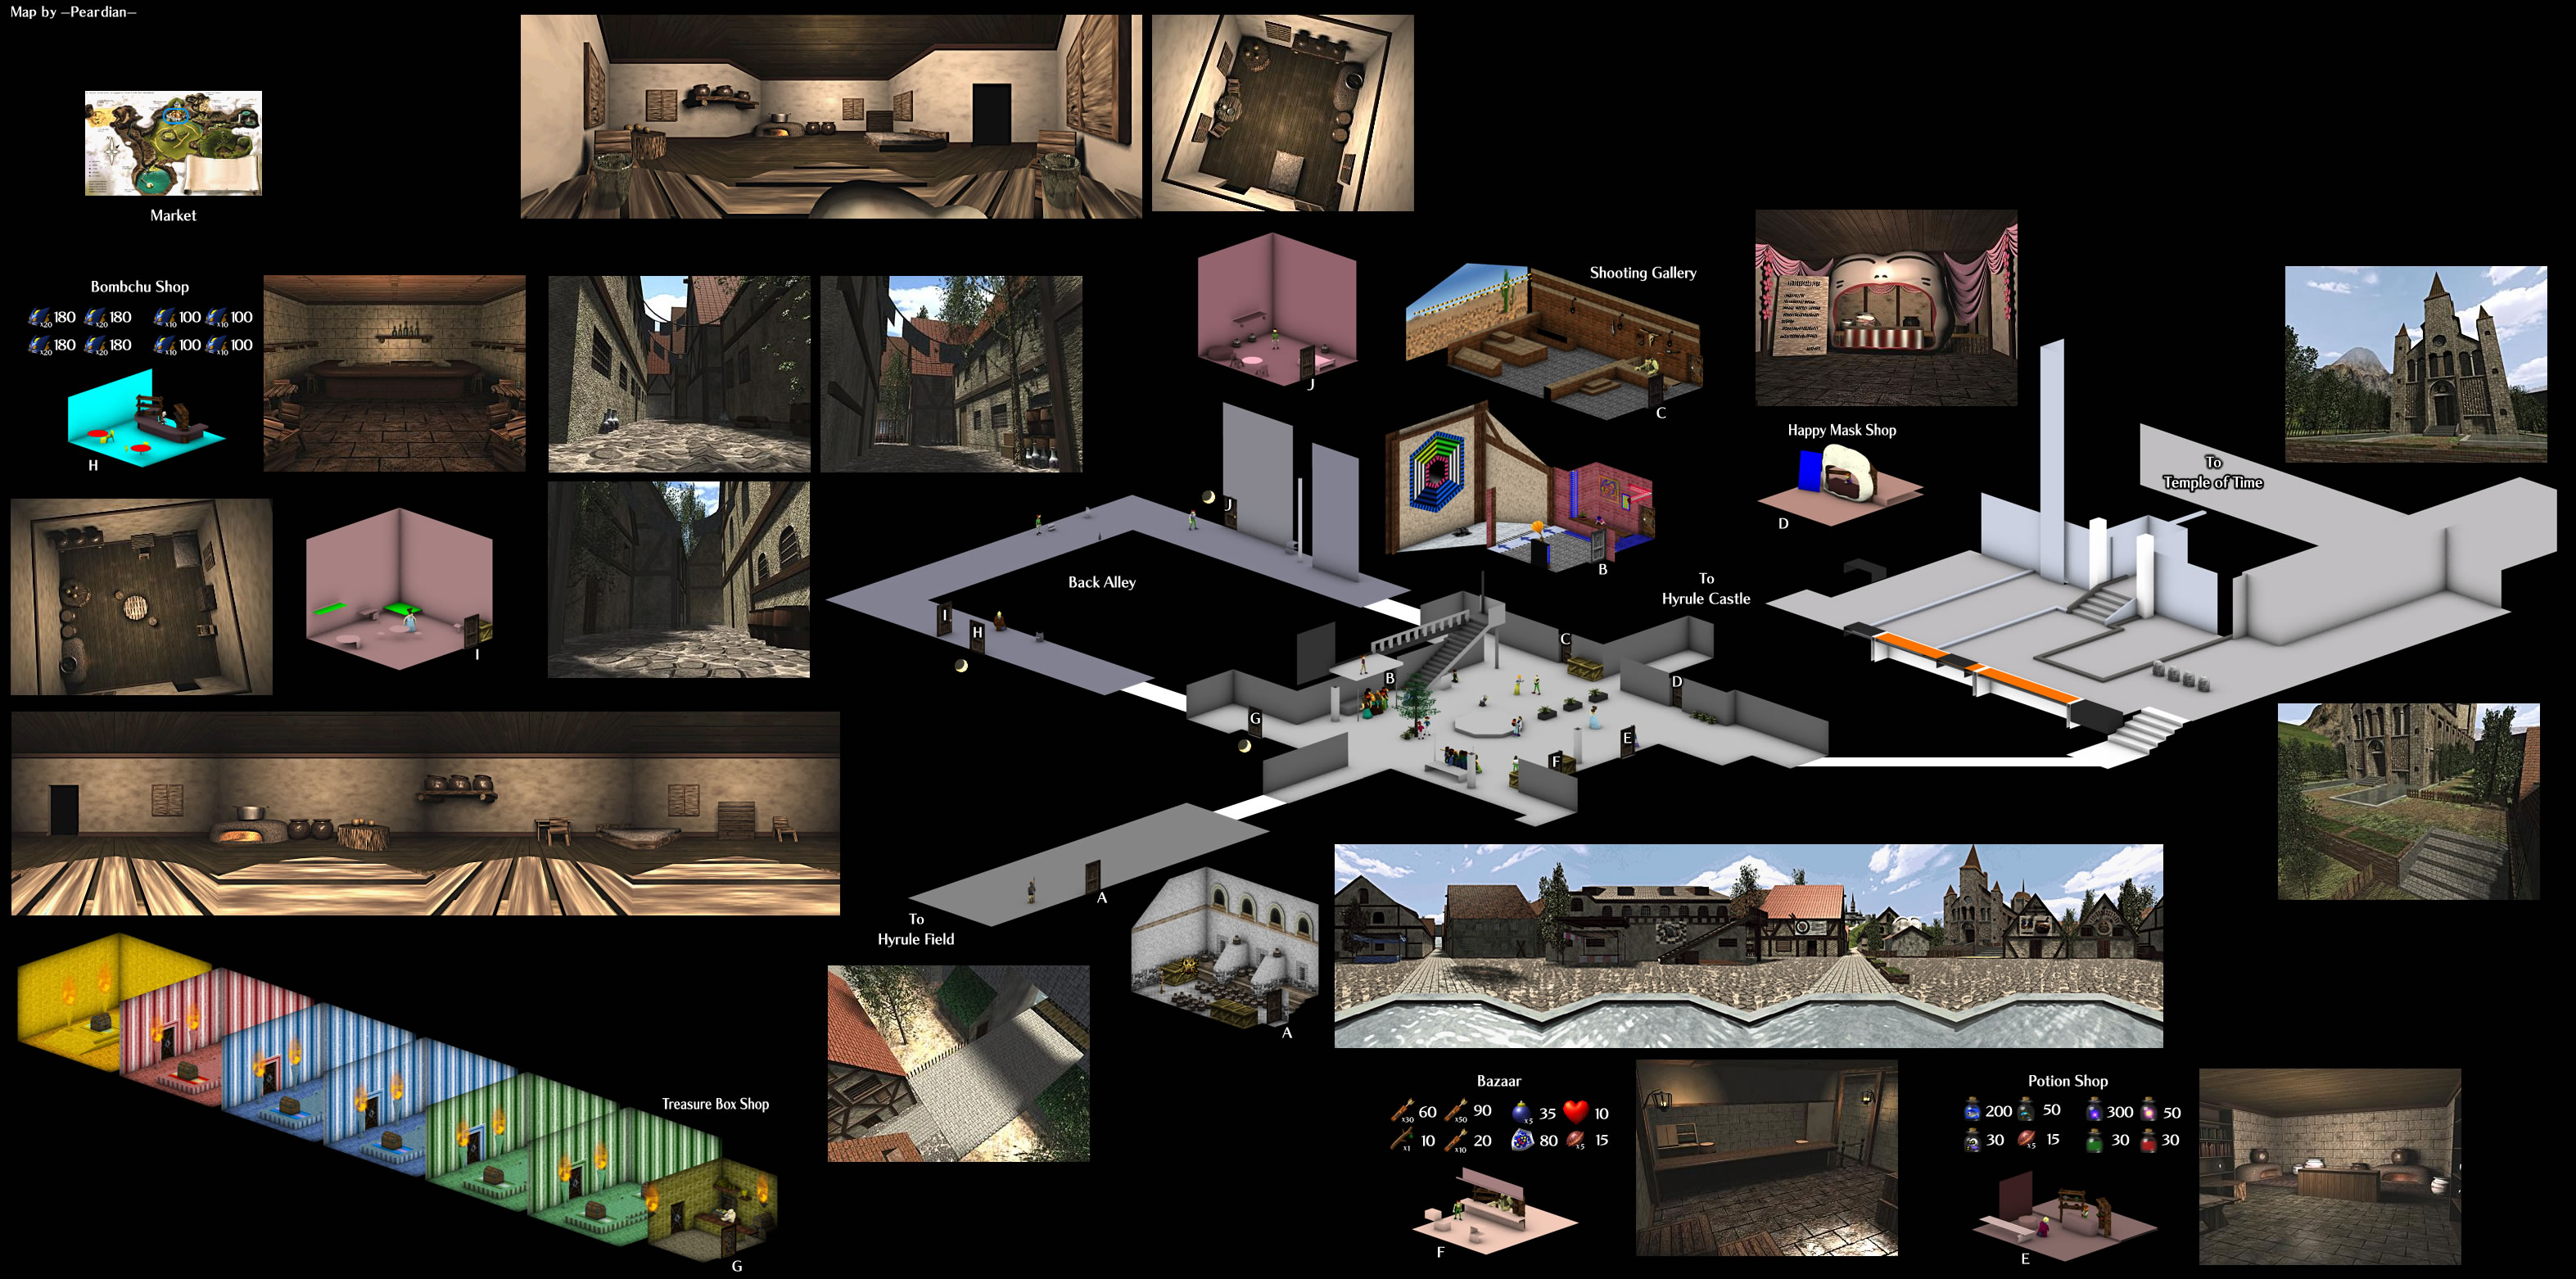 Map by —Peardian—
Market
Bombchu Shop
x20 180 x20 180 x10 100 x10 100
x20 180 x20 180 x10 100 x10 100
H
J
Shooting Gallery
C
Happy Mask Shop
D
To
Temple of Time
I
Back Alley
J
I
H
B
To
Hyrule Castle
C
B
D
G
E
F
A
To
Hyrule Field
A
Treasure Box Shop
G
Bazaar
x30 60 x50 90 x5 35 10
x1 10 x10 20 80 x5 15
F
Potion Shop
200 50 300 50
30 x5 15 30 30
E